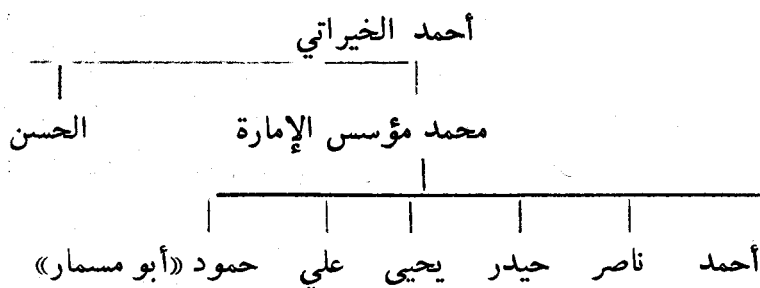 أحمد الخيراتي
محمد مؤسس الإمارة الحسن
أحمد ناصر حيدر يحيى علي حمود «أبو مسمار»